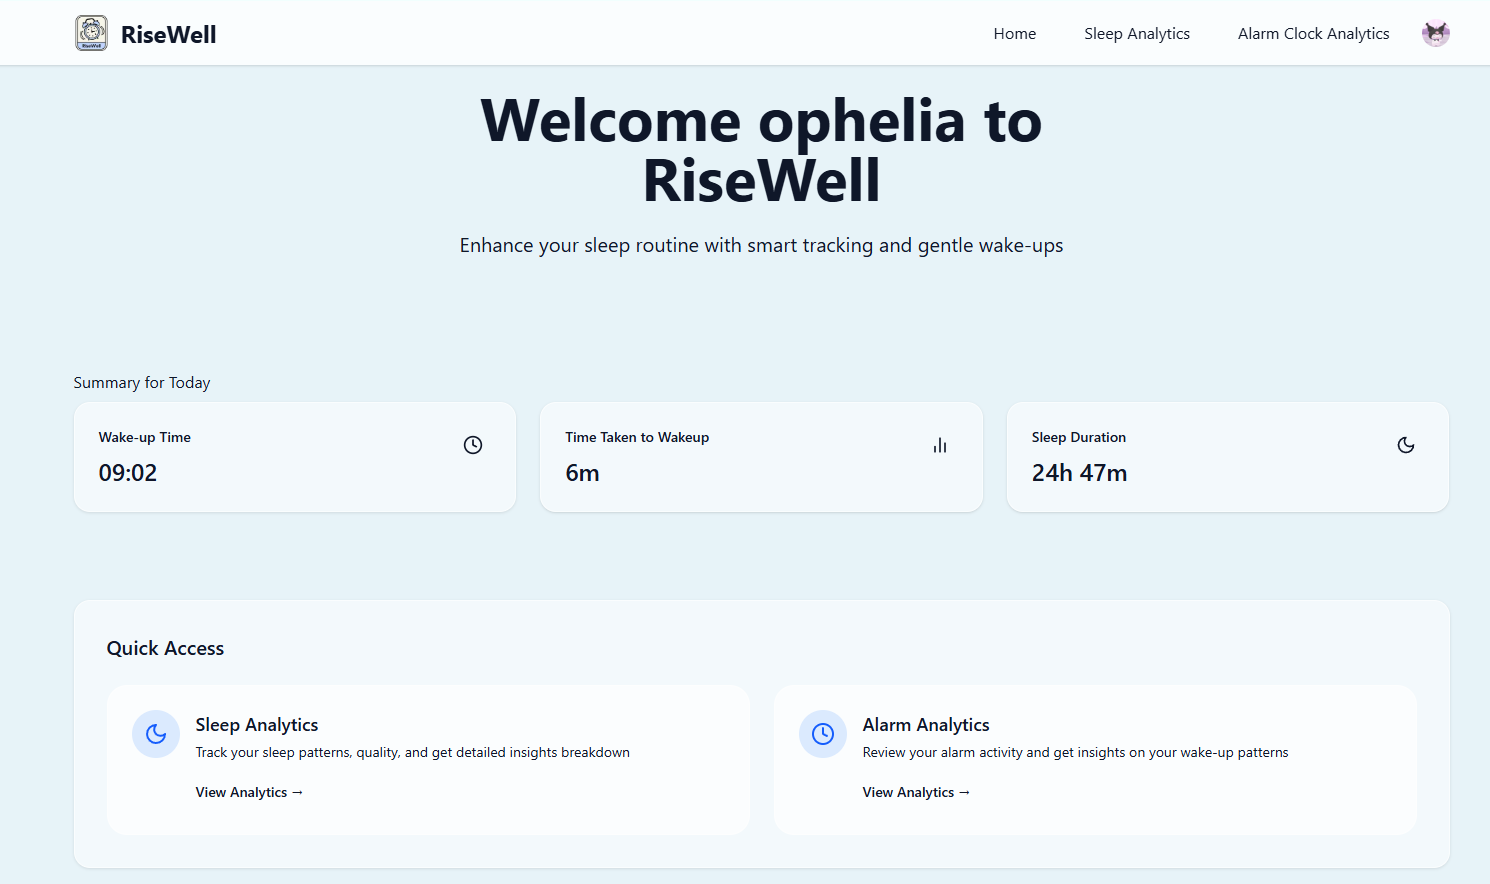 RiseWell
RiseWell
Home
Sleep Analytics
Alarm Clock Analytics
Welcome ophelia to
RiseWell
Enhance your sleep routine with smart tracking and gentle wake-ups
Summary for Today
Wake-up Time
09:02
Time Taken to Wakeup
6m
Sleep Duration
24h 47m
Quick Access
Sleep Analytics
Track your sleep patterns, quality, and get detailed insights breakdown
View Analytics →
Alarm Analytics
Review your alarm activity and get insights on your wake-up patterns
View Analytics →